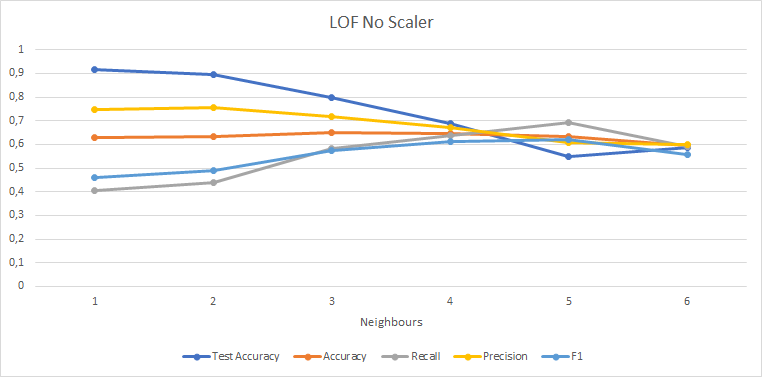 LOF No Scaler
1
0,9
0,8
0,7
0,6
0,5
0,4
0,3
0,2
0,1
0
1 2 3 4 5 6
Neighbours
Test Accuracy Accuracy Recall Precision F1